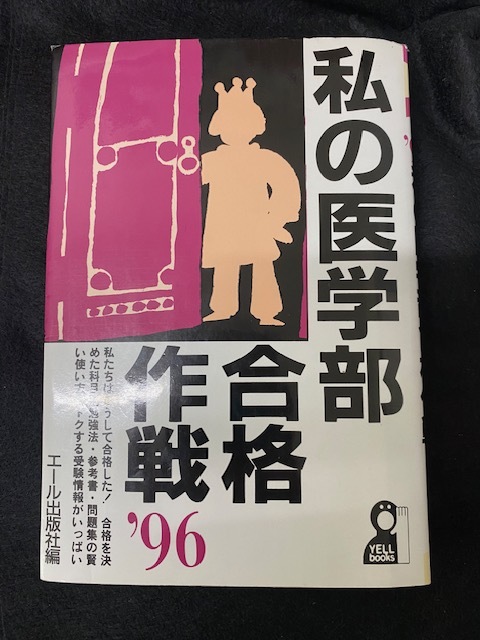 私の医学部
合格
作戦
'96
私たちは こうして合格した! 合格を決
めた科目 勉強法・参考書・問題集の賢
い使い方 トクする受験情報がいっぱい
エール出版社編
YELL
books